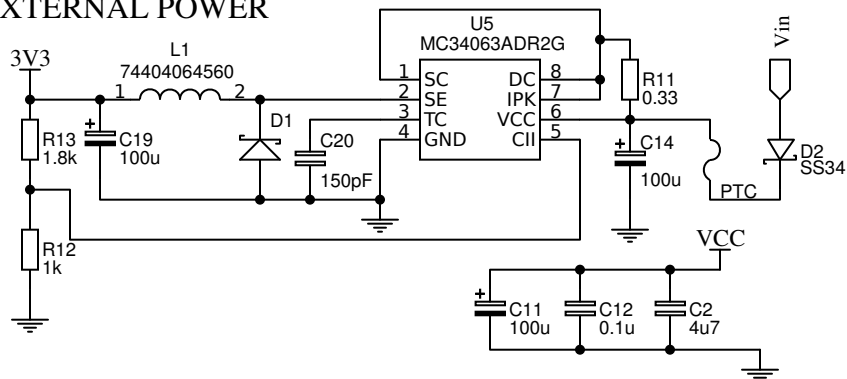 XTERNAL POWER
U5
MC34063ADR2G
L1
74404064560
3V3
1 2
1 SC DC 8
2 SE IPK 7
3 TC VCC 6
4 GND CII 5
R11
0.33
Vin
R13
1.8k
C19
100u
D1
C20
150pF
C14
100u
PTC
D2
SS34
R12
1k
VCC
C11
100u
C12
0.1u
C2
4u7